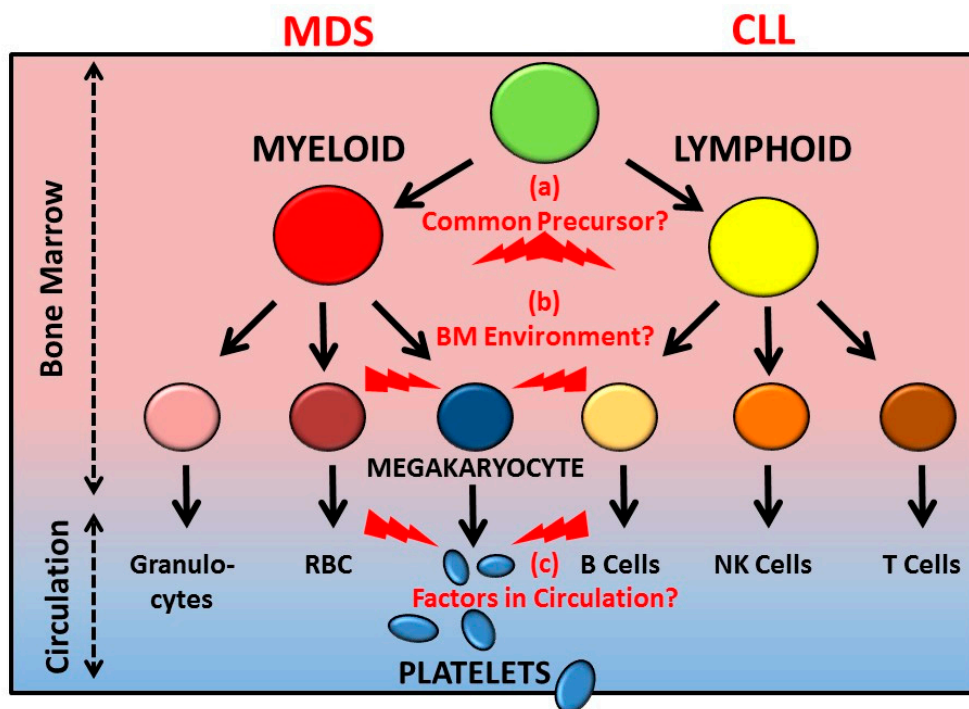 MDS
CLL
MYELOID
LYMPHOID
(a)
Common Precursor?
(b)
BM Environment?
Bone Marrow
MEGAKARYOCYTE
Circulation
Granulo-
cytes
RBC
B Cells
NK Cells
T Cells
(c)
Factors in Circulation?
PLATELETS